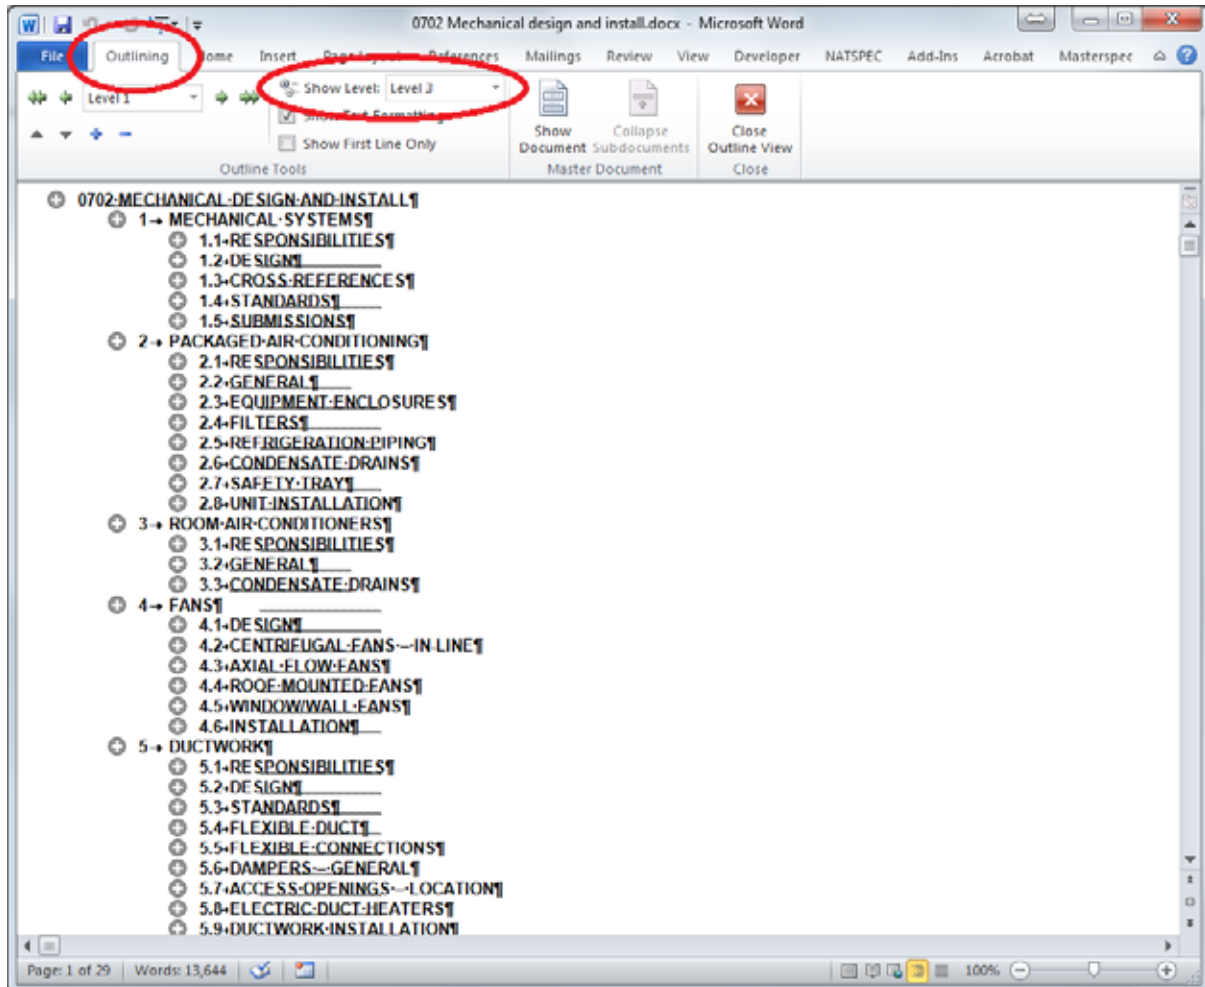 0702 Mechanical design and install.docx - Microsoft Word
File Outlining Home Insert Page Layout References Mailings Review View Developer NATSPEC Add-Ins Acrobat Masterspec
Level 1
Show Level: Level 3
Show Text Formatting
Show First Line Only
Outline Tools
Show Document
Collapse Subdocuments
Master Document
Close Outline View
Close
0702 MECHANICAL DESIGN AND INSTALL¶
1→ MECHANICAL SYSTEMS¶
1.1 RESPONSIBILITIES¶
1.2 DESIGN¶
1.3 CROSS REFERENCES¶
1.4 STANDARDS¶
1.5 SUBMISSIONS¶
2→ PACKAGED AIR CONDITIONING¶
2.1 RESPONSIBILITIES¶
2.2 GENERAL¶
2.3 EQUIPMENT ENCLOSURES¶
2.4 FILTERS¶
2.5 REFRIGERATION PIPING¶
2.6 CONDENSATE DRAINS¶
2.7 SAFETY TRAY¶
2.8 UNIT INSTALLATION¶
3→ ROOM AIR CONDITIONERS¶
3.1 RESPONSIBILITIES¶
3.2 GENERAL¶
3.3 CONDENSATE DRAINS¶
4→ FANS¶
4.1 DESIGN¶
4.2 CENTRIFUGAL FANS – IN-LINE¶
4.3 AXIAL FLOW FANS¶
4.4 ROOF MOUNTED FANS¶
4.5 WINDOW/WALL FANS¶
4.6 INSTALLATION¶
5→ DUCTWORK¶
5.1 RESPONSIBILITIES¶
5.2 DESIGN¶
5.3 STANDARDS¶
5.4 FLEXIBLE DUCT¶
5.5 FLEXIBLE CONNECTIONS¶
5.6 DAMPERS – GENERAL¶
5.7 ACCESS OPENINGS – LOCATION¶
5.8 ELECTRIC DUCT HEATERS¶
5.9 DUCTWORK INSTALLATION¶
Page: 1 of 29 Words: 13,644 100%